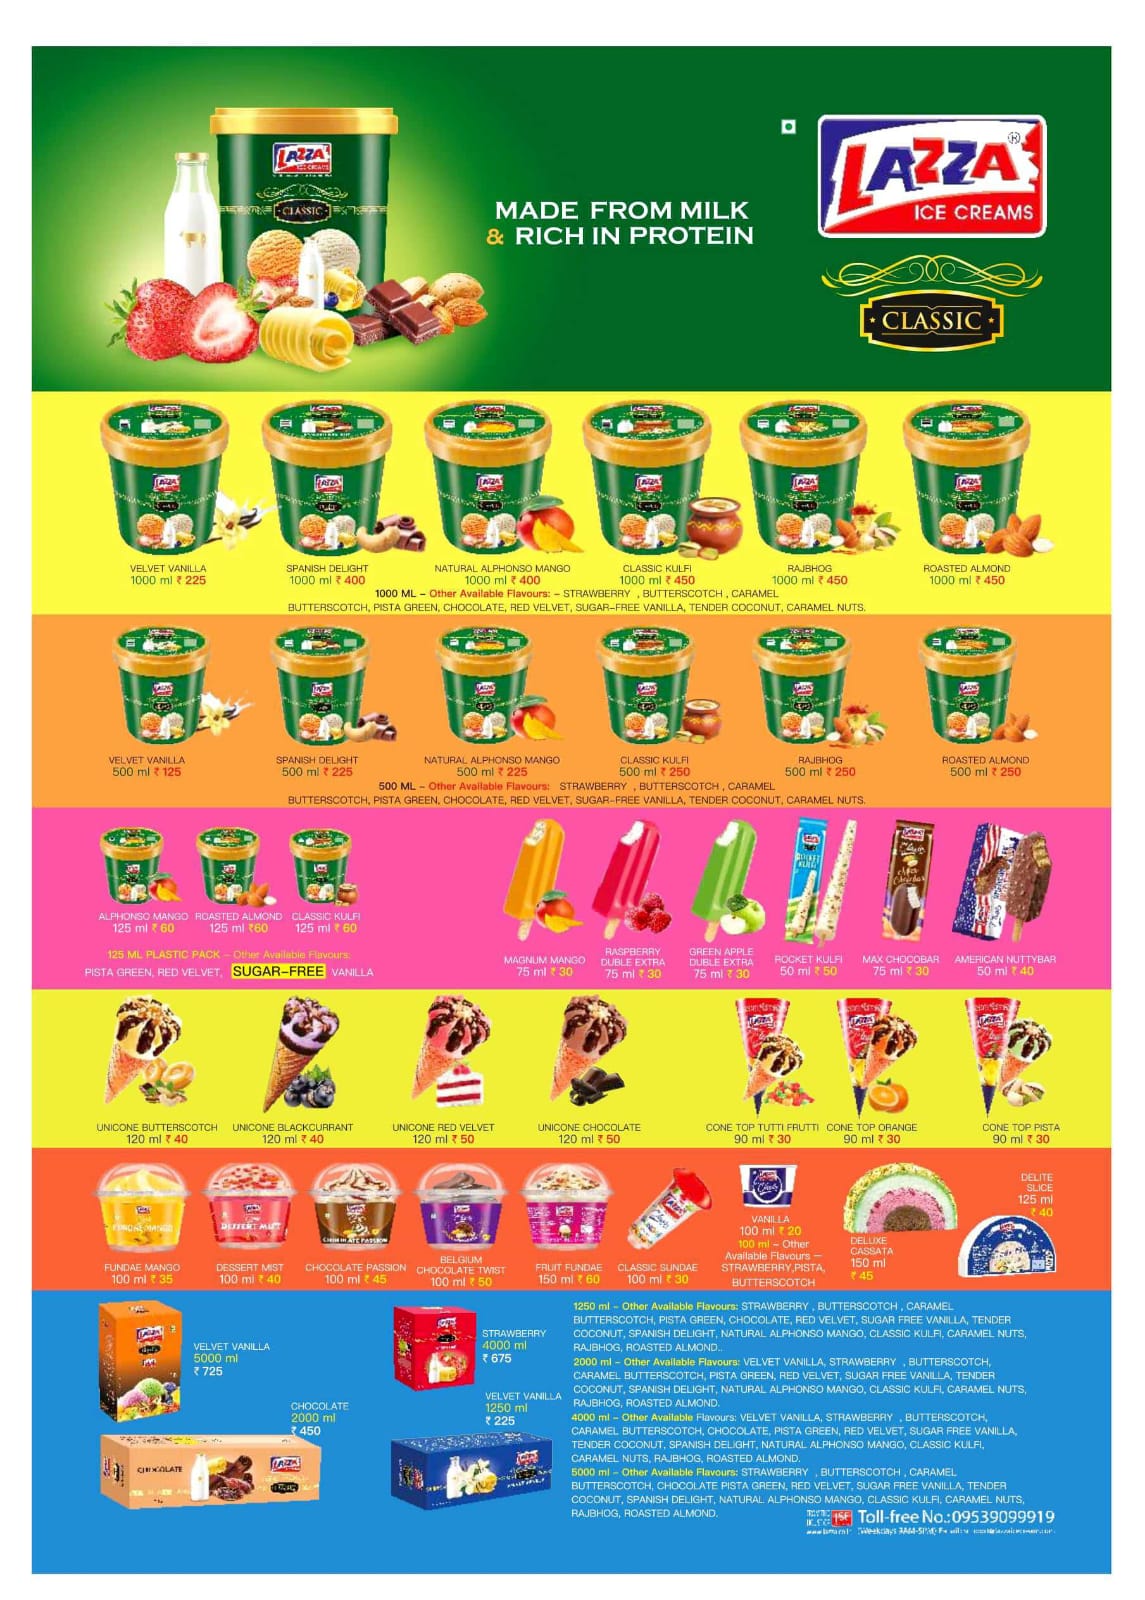 LAZZA®
ICE CREAMS
CLASSIC
MADE FROM MILK
& RICH IN PROTEIN
LAZZA
ICE CREAMS
CLASSIC
VELVET VANILLA
1000 ml ₹ 225
SPANISH DELIGHT
1000 ml ₹ 400
NATURAL ALPHONSO MANGO
1000 ml ₹ 400
CLASSIC KULFI
1000 ml ₹ 450
RAJBHOG
1000 ml ₹ 450
ROASTED ALMOND
1000 ml ₹ 450
1000 ML – Other Available Flavours: – STRAWBERRY , BUTTERSCOTCH , CARAMEL
BUTTERSCOTCH, PISTA GREEN, CHOCOLATE, RED VELVET, SUGAR–FREE VANILLA, TENDER COCONUT, CARAMEL NUTS.
VELVET VANILLA
500 ml ₹ 125
SPANISH DELIGHT
500 ml ₹ 225
NATURAL ALPHONSO MANGO
500 ml ₹ 225
CLASSIC KULFI
500 ml ₹ 250
RAJBHOG
500 ml ₹ 250
ROASTED ALMOND
500 ml ₹ 250
500 ML – Other Available Flavours: STRAWBERRY , BUTTERSCOTCH , CARAMEL
BUTTERSCOTCH, PISTA GREEN, CHOCOLATE, RED VELVET, SUGAR–FREE VANILLA, TENDER COCONUT, CARAMEL NUTS.
ALPHONSO MANGO
125 ml ₹ 60
ROASTED ALMOND
125 ml ₹60
CLASSIC KULFI
125 ml ₹ 60
125 ML PLASTIC PACK – Other Available Flavours:
PISTA GREEN, RED VELVET, SUGAR–FREE VANILLA
MAGNUM MANGO
75 ml ₹ 30
RASPBERRY
DUBLE EXTRA
75 ml ₹ 30
GREEN APPLE
DUBLE EXTRA
75 ml ₹ 30
ROCKET KULFI
50 ml ₹ 50
MAX CHOCOBAR
75 ml ₹ 30
AMERICAN NUTTYBAR
50 ml ₹ 40
UNICONE BUTTERSCOTCH
120 ml ₹ 40
UNICONE BLACKCURRANT
120 ml ₹ 40
UNICONE RED VELVET
120 ml ₹ 50
UNICONE CHOCOLATE
120 ml ₹ 50
CONE TOP TUTTI FRUTTI
90 ml ₹ 30
CONE TOP ORANGE
90 ml ₹ 30
CONE TOP PISTA
90 ml ₹ 30
FUNDAE MANGO
100 ml ₹ 35
DESSERT MIST
100 ml ₹ 40
CHOCOLATE PASSION
100 ml ₹ 45
BELGIUM
CHOCOLATE TWIST
100 ml ₹ 50
FRUIT FUNDAE
150 ml ₹ 60
CLASSIC SUNDAE
100 ml ₹ 30
VANILLA
100 ml ₹ 20
100 ml – Other
Available Flavours —
STRAWBERRY,PISTA,
BUTTERSCOTCH
DELUXE
CASSATA
150 ml
₹ 45
DELITE
SLICE
125 ml
₹ 40
VELVET VANILLA
5000 ml
₹ 725
STRAWBERRY
4000 ml
₹ 675
CHOCOLATE
2000 ml
₹ 450
VELVET VANILLA
1250 ml
₹ 225
CHOCOLATE
1250 ml – Other Available Flavours: STRAWBERRY , BUTTERSCOTCH , CARAMEL
BUTTERSCOTCH, PISTA GREEN, CHOCOLATE, RED VELVET, SUGAR FREE VANILLA, TENDER
COCONUT, SPANISH DELIGHT, NATURAL ALPHONSO MANGO, CLASSIC KULFI, CARAMEL NUTS,
RAJBHOG, ROASTED ALMOND..
2000 ml – Other Available Flavours: VELVET VANILLA, STRAWBERRY , BUTTERSCOTCH,
CARAMEL BUTTERSCOTCH, PISTA GREEN, RED VELVET, SUGAR FREE VANILLA, TENDER
COCONUT, SPANISH DELIGHT, NATURAL ALPHONSO MANGO, CLASSIC KULFI, CARAMEL NUTS,
RAJBHOG, ROASTED ALMOND.
4000 ml – Other Available Flavours: VELVET VANILLA, STRAWBERRY , BUTTERSCOTCH,
CARAMEL BUTTERSCOTCH, CHOCOLATE, PISTA GREEN, RED VELVET, SUGAR FREE VANILLA,
TENDER COCONUT, SPANISH DELIGHT, NATURAL ALPHONSO MANGO, CLASSIC KULFI,
CARAMEL NUTS, RAJBHOG, ROASTED ALMOND.
5000 ml – Other Available Flavours: STRAWBERRY , BUTTERSCOTCH , CARAMEL
BUTTERSCOTCH, CHOCOLATE PISTA GREEN, RED VELVET, SUGAR FREE VANILLA, TENDER
COCONUT, SPANISH DELIGHT, NATURAL ALPHONSO MANGO, CLASSIC KULFI, CARAMEL NUTS,
RAJBHOG, ROASTED ALMOND.
Toll-free No.:09539099919